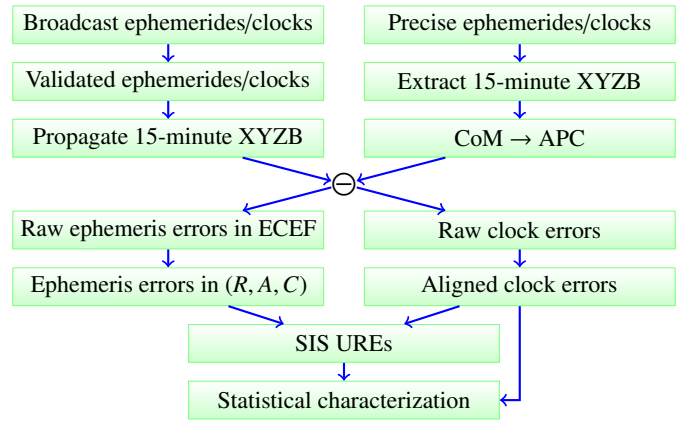 Broadcast ephemerides/clocks
Precise ephemerides/clocks
Validated ephemerides/clocks
Extract 15-minute XYZB
Propagate 15-minute XYZB
CoM → APC
−
Raw ephemeris errors in ECEF
Raw clock errors
Ephemeris errors in (R, A, C)
Aligned clock errors
SIS UREs
Statistical characterization